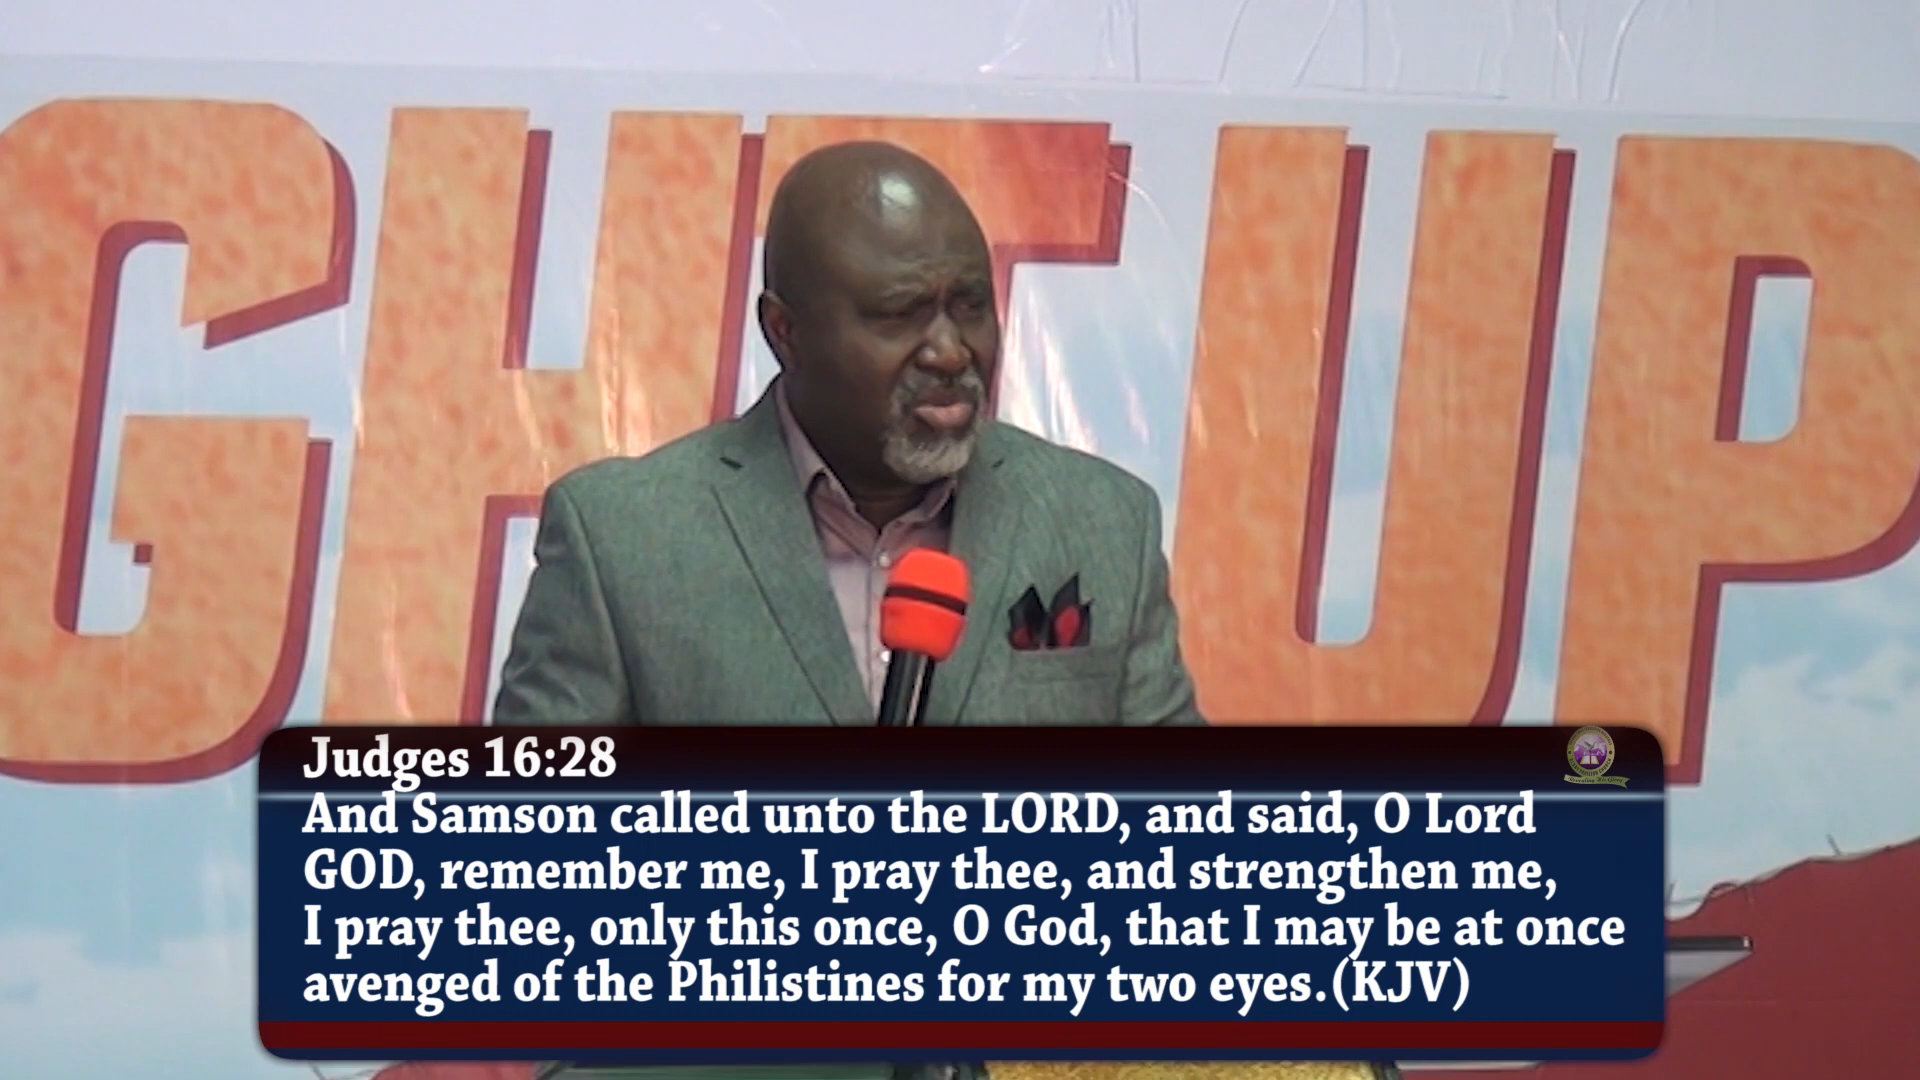 GHT UP
Judges 16:28
And Samson called unto the LORD, and said, O Lord
GOD, remember me, I pray thee, and strengthen me,
I pray thee, only this once, O God, that I may be at once
avenged of the Philistines for my two eyes.(KJV)